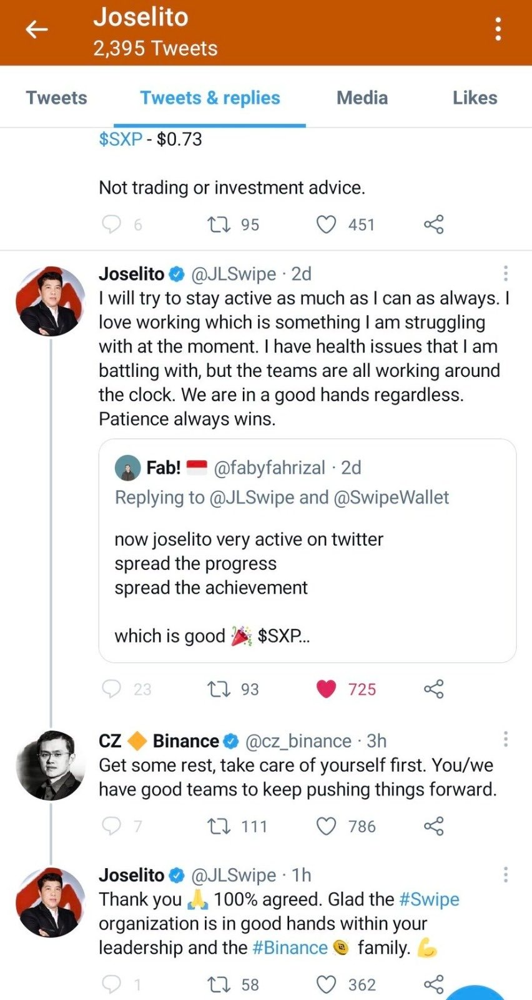 Joselito
2,395 Tweets
Tweets Tweets & replies Media Likes
$SXP - $0.73
Not trading or investment advice.
6 95 451
Joselito @JLSwipe · 2d
I will try to stay active as much as I can as always. I
love working which is something I am struggling
with at the moment. I have health issues that I am
battling with, but the teams are all working around
the clock. We are in a good hands regardless.
Patience always wins.
Fab! 🇮🇩 @fabyfahrizal · 2d
Replying to @JLSwipe and @SwipeWallet
now joselito very active on twitter
spread the progress
spread the achievement
which is good 🎉 $SXP...
23 93 725
CZ 🔶 Binance @cz_binance · 3h
Get some rest, take care of yourself first. You/we
have good teams to keep pushing things forward.
7 111 786
Joselito @JLSwipe · 1h
Thank you 🙏 100% agreed. Glad the #Swipe
organization is in good hands within your
leadership and the #Binance family. 💪
1 58 362